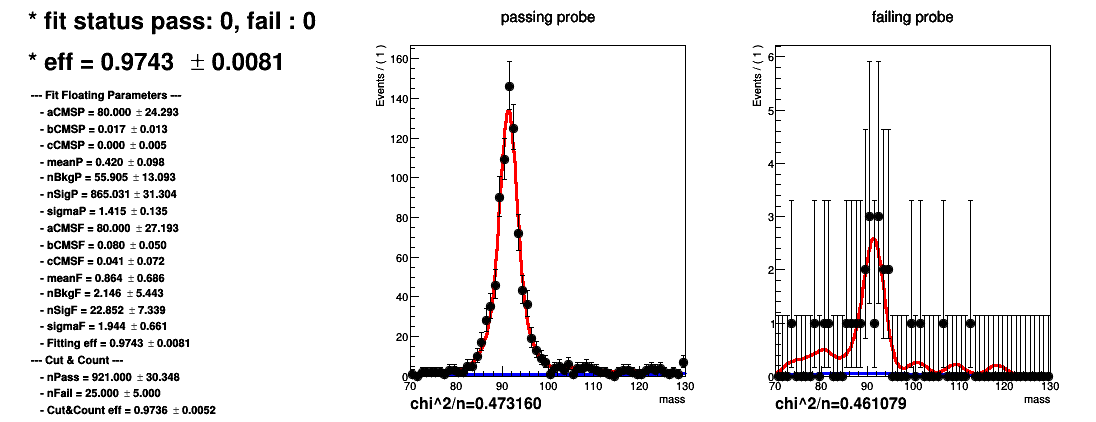 * fit status pass: 0, fail : 0
* eff = 0.9743 ± 0.0081
--- Fit Floating Parameters ---
- aCMSP = 80.000 ± 24.293
- bCMSP = 0.017 ± 0.013
- cCMSP = 0.000 ± 0.005
- meanP = 0.420 ± 0.098
- nBkgP = 55.905 ± 13.093
- nSigP = 865.031 ± 31.304
- sigmaP = 1.415 ± 0.135
- aCMSF = 80.000 ± 27.193
- bCMSF = 0.080 ± 0.050
- cCMSF = 0.041 ± 0.072
- meanF = 0.864 ± 0.686
- nBkgF = 2.146 ± 5.443
- nSigF = 22.852 ± 7.339
- sigmaF = 1.944 ± 0.661
- Fitting eff = 0.9743 ± 0.0081
--- Cut & Count ---
- nPass = 921.000 ± 30.348
- nFail = 25.000 ± 5.000
- Cut&Count eff = 0.9736 ± 0.0052
passing probe
Events / ( 1 )
160
140
120
100
80
60
40
20
0
70 80 90 100 110 120 130
mass
chi^2/n=0.473160
failing probe
Events / ( 1 )
6
5
4
3
2
1
0
70 80 90 100 110 120 130
mass
chi^2/n=0.461079